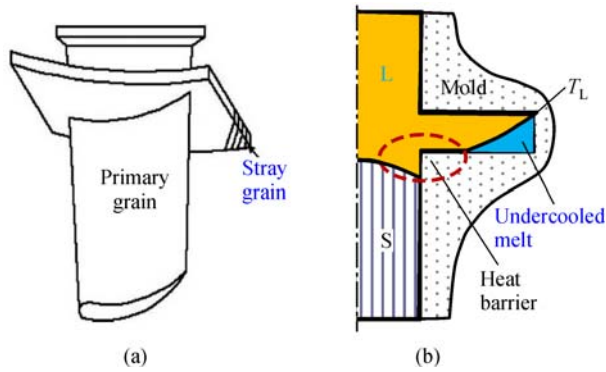 Primary
grain
Stray
grain
(a)
L
Mold
T_L
S
Undercooled
melt
Heat
barrier
(b)